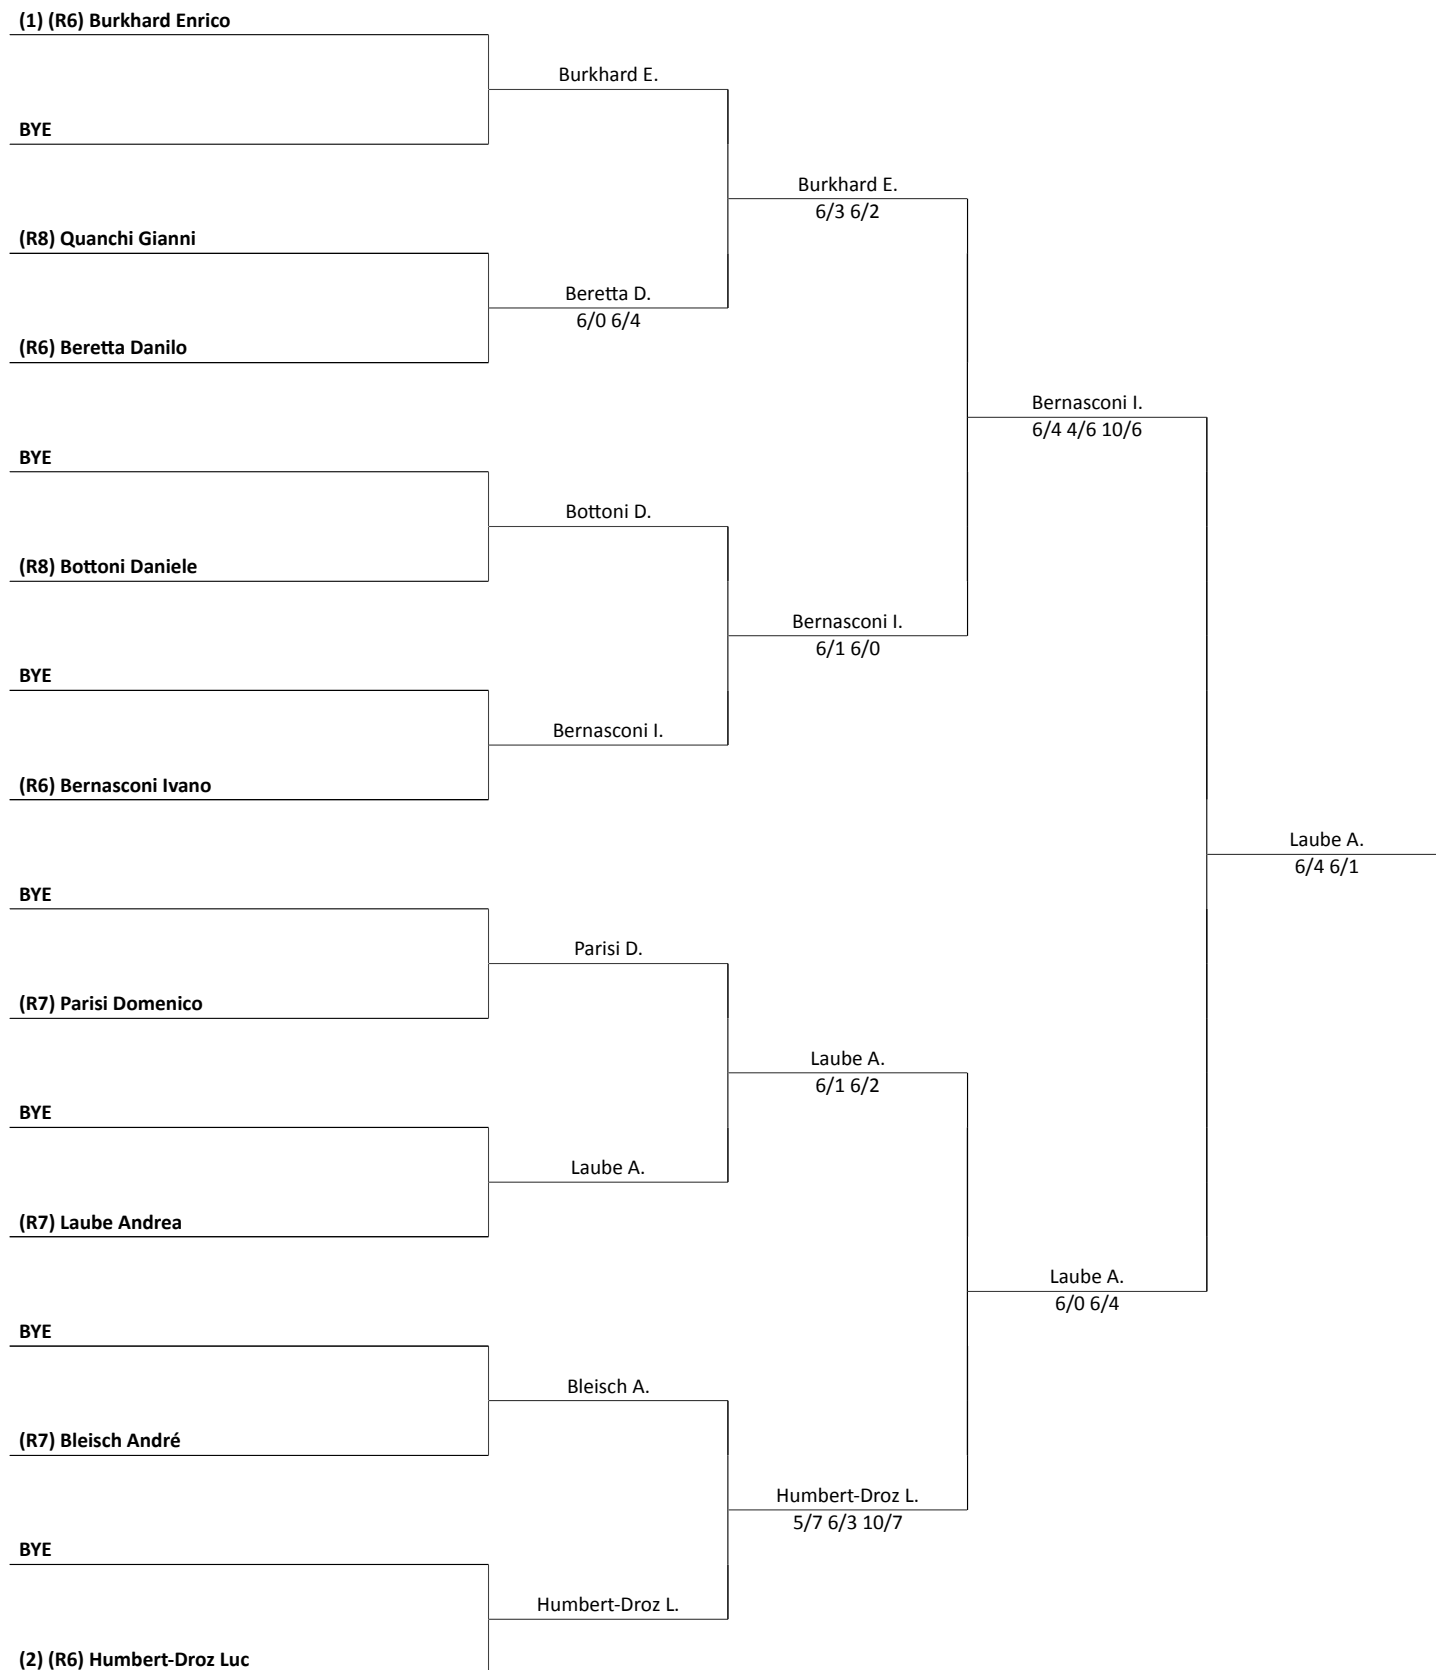 (1) (R6) Burkhard Enrico
Burkhard E.
BYE
Burkhard E.
6/3 6/2
(R8) Quanchi Gianni
Beretta D.
6/0 6/4
(R6) Beretta Danilo
Bernasconi I.
6/4 4/6 10/6
BYE
Bottoni D.
(R8) Bottoni Daniele
Bernasconi I.
6/1 6/0
BYE
Bernasconi I.
(R6) Bernasconi Ivano
Laube A.
6/4 6/1
BYE
Parisi D.
(R7) Parisi Domenico
Laube A.
6/1 6/2
BYE
Laube A.
(R7) Laube Andrea
Laube A.
6/0 6/4
BYE
Bleisch A.
(R7) Bleisch André
Humbert-Droz L.
5/7 6/3 10/7
BYE
Humbert-Droz L.
(2) (R6) Humbert-Droz Luc